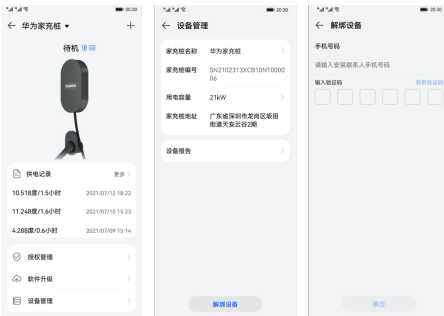 20:30
华为家充桩
待机
供电记录
更多
10.518度/1.5小时
2021/07/12 18:22
11.248度/1.6小时
2021/07/10 15:23
4.288度/0.6小时
2021/07/09 15:14
授权管理
软件升级
设备管理
20:30
设备管理
家充桩名称
华为家充桩
家充桩编号
SN2102313XCB10N10000
06
用电容量
21kW
家充桩地址
广东省深圳市龙岗区坂田
街道天安云谷2期
设备报告
解绑设备
20:30
解绑设备
手机号码
请输入安装联系人手机号码
输入验证码
获取验证码
确定